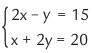 2x – y = 15
x + 2y = 20